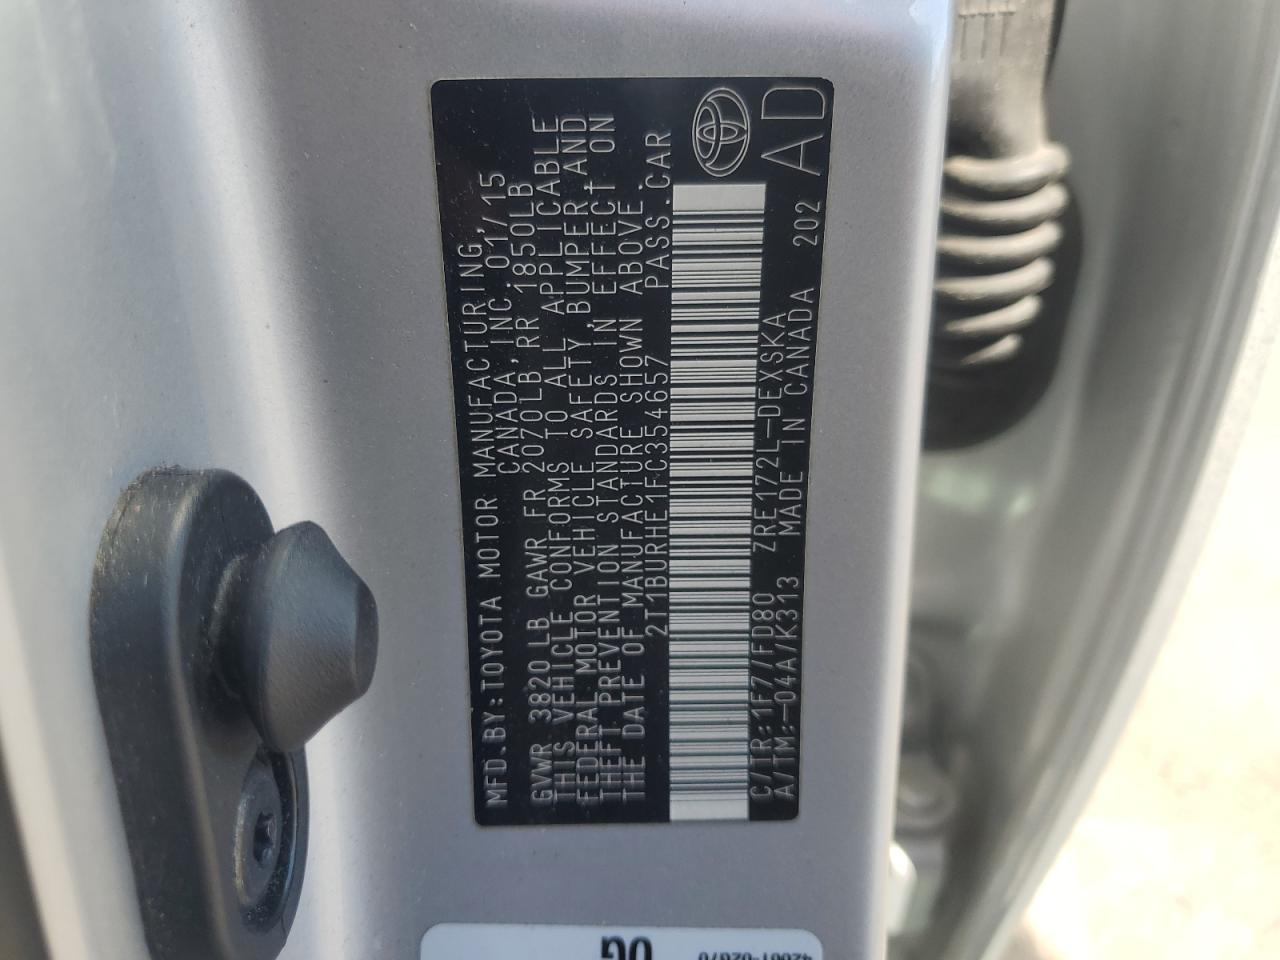 MFD.BY:TOYOTA MOTOR MANUFACTURING,
CANADA,INC. 01/15
GVWR 3820 LB GAWR FR 2070LB RR 1850LB
THIS VEHICLE CONFORMS TO ALL APPLICABLE
FEDERAL MOTOR VEHICLE SAFETY,BUMPER,AND
THEFT PREVENTION STANDARDS IN EFFECT ON
THE DATE OF MANUFACTURE SHOWN ABOVE.
2T1BURHE1FC354657 PASS.CAR
C/TR:1F7/FD80 ZRE172L-DEXSKA
A/TM:-04A/K313 MADE IN CANADA 202
AD